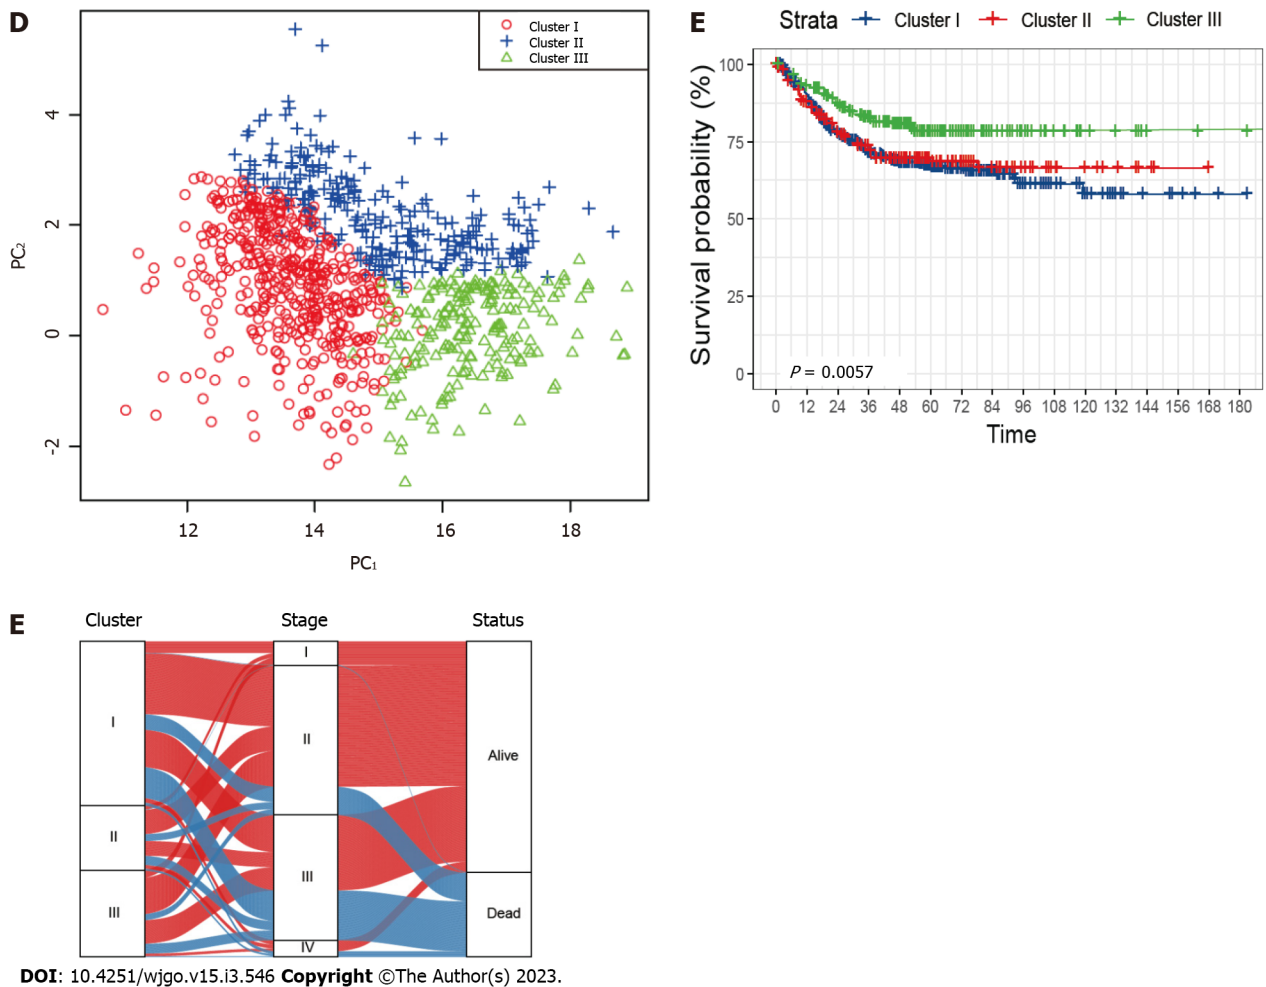 D
Cluster I
Cluster II
Cluster III
4
2
0
-2
PC2
12 14 16 18
PC1
E
Strata Cluster I Cluster II Cluster III
Survival probability (%)
100
75
50
25
0
P = 0.0057
0 12 24 36 48 60 72 84 96 108 120 132 144 156 168 180
Time
E
Cluster Stage Status
I
II
III
I
II
III
IV
Alive
Dead
DOI: 10.4251/wjgo.v15.i3.546 Copyright ©The Author(s) 2023.